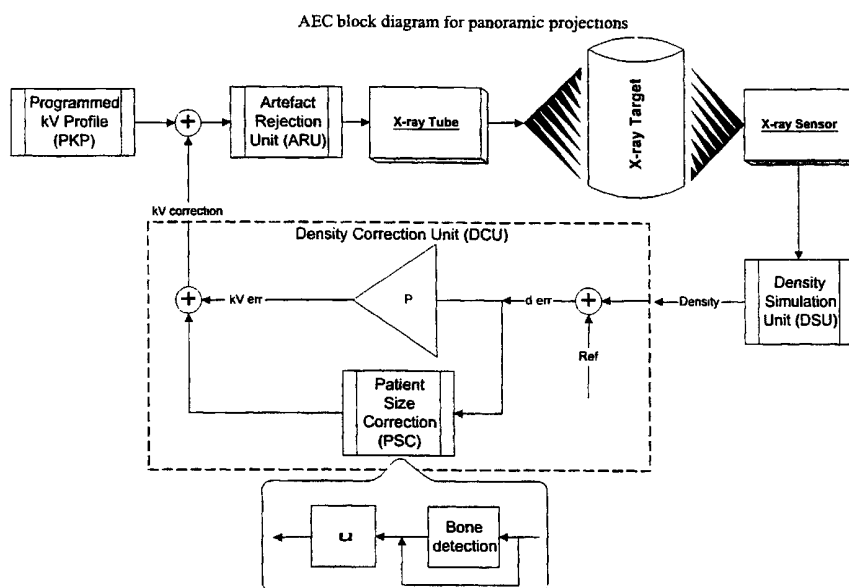 AEC block diagram for panoramic projections
Programmed
kV Profile
(PKP)
+
Artefact
Rejection
Unit (ARU)
X-ray Tube
X-ray Target
X-ray Sensor
kV correction
Density Correction Unit (DCU)
+
kV err
P
d err
+
Density
Density
Simulation
Unit (DSU)
Ref
Patient
Size
Correction
(PSC)
u
Bone
detection